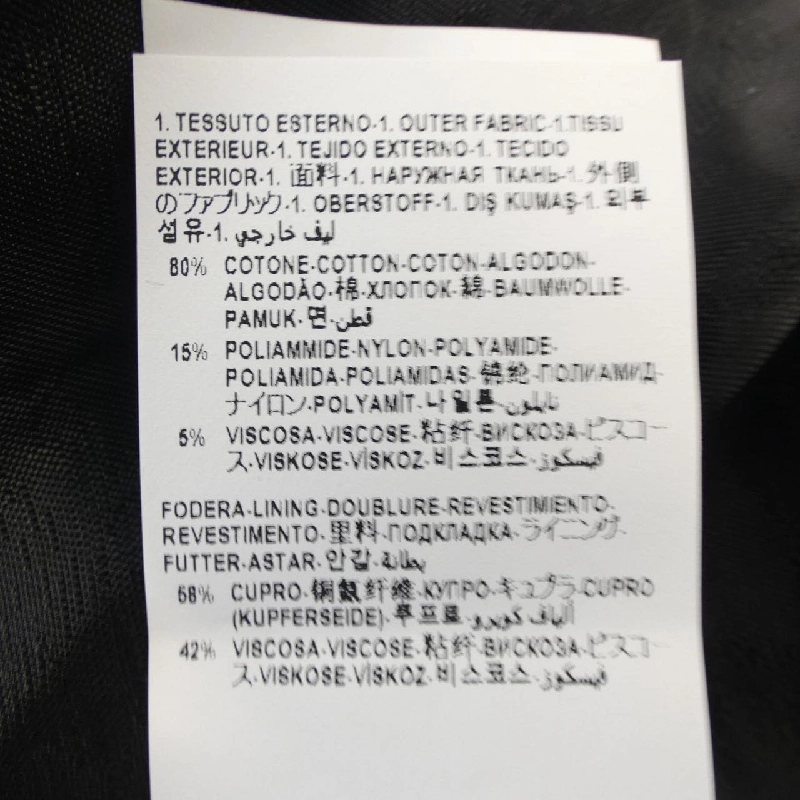 1. TESSUTO ESTERNO-1. OUTER FABRIC-1.TISSU
EXTERIEUR-1. TEJIDO EXTERNO-1. TECIDO
EXTERIOR-1. 面料-1. НАРУЖНАЯ ТКАНЬ-1. 外側
のファブリック-1. OBERSTOFF-1. DIŞ KUMAŞ-1. 외부
섬유-1. ليف خارجي
80% COTONE-COTTON-COTON-ALGODON-
ALGODÃO-棉-ХЛОПОК-綿-BAUMWOLLE-
PAMUK-면-قطن
15% POLIAMMIDE-NYLON-POLYAMIDE-
POLIAMIDA-POLIAMIDAS-锦纶-ПОЛИАМИД-
ナイロン-POLYAMİT-나일론-نايلون
5% VISCOSA-VISCOSE-粘纤-ВИСКОЗА-ビスコー
ス-VISKOSE-VİSKOZ-비스코스-فيسكوز
FODERA-LINING-DOUBLURE-REVESTIMIENTO-
REVESTIMENTO-里料-ПОДКЛАДКА-ライニング-
FUTTER-ASTAR-안감-بطانة
58% CUPRO-铜氨纤维-КУПРО-キュプラ-CUPRO
(KUPFERSEIDE)-쿠프로-ألياف كوبرو
42% VISCOSA-VISCOSE-粘纤-ВИСКОЗА-ビスコー
ス-VISKOSE-VİSKOZ-비스코스-فيسكوز